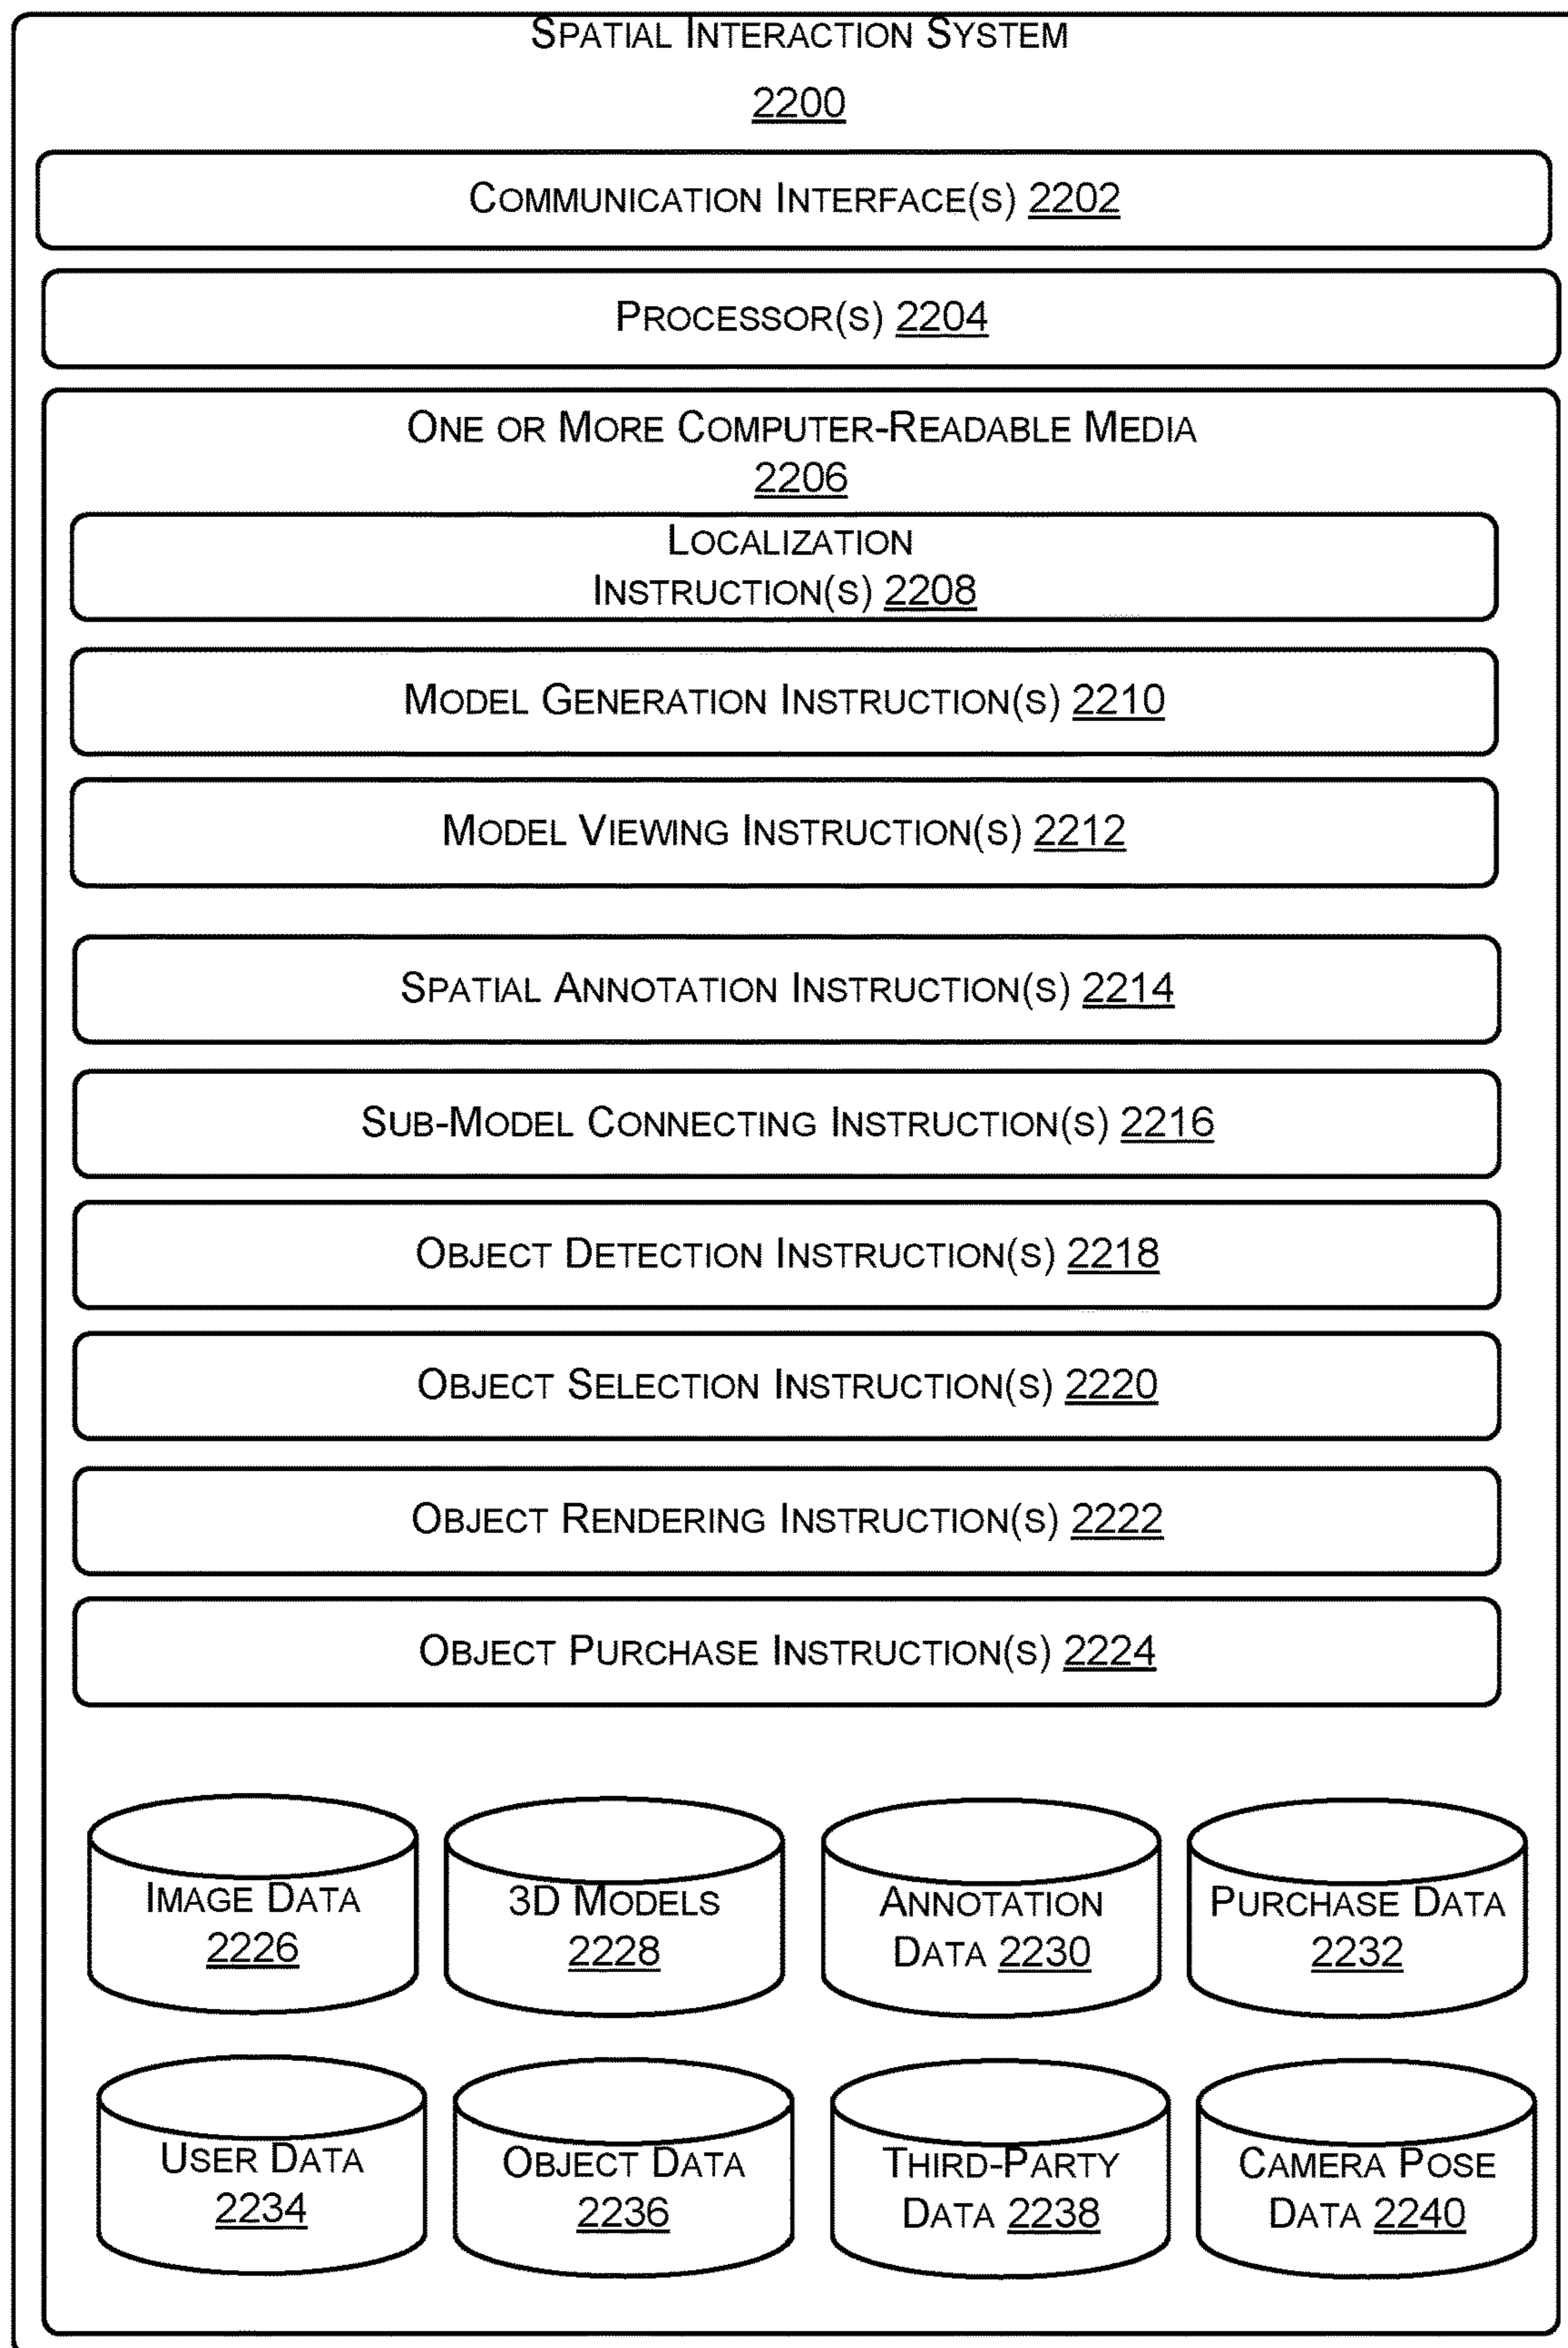 SPATIAL INTERACTION SYSTEM
2200
COMMUNICATION INTERFACE(S) 2202
PROCESSOR(S) 2204
ONE OR MORE COMPUTER-READABLE MEDIA
2206
LOCALIZATION
INSTRUCTION(S) 2208
MODEL GENERATION INSTRUCTION(S) 2210
MODEL VIEWING INSTRUCTION(S) 2212
SPATIAL ANNOTATION INSTRUCTION(S) 2214
SUB-MODEL CONNECTING INSTRUCTION(S) 2216
OBJECT DETECTION INSTRUCTION(S) 2218
OBJECT SELECTION INSTRUCTION(S) 2220
OBJECT RENDERING INSTRUCTION(S) 2222
OBJECT PURCHASE INSTRUCTION(S) 2224
IMAGE DATA
2226
3D MODELS
2228
ANNOTATION
DATA 2230
PURCHASE DATA
2232
USER DATA
2234
OBJECT DATA
2236
THIRD-PARTY
DATA 2238
CAMERA POSE
DATA 2240